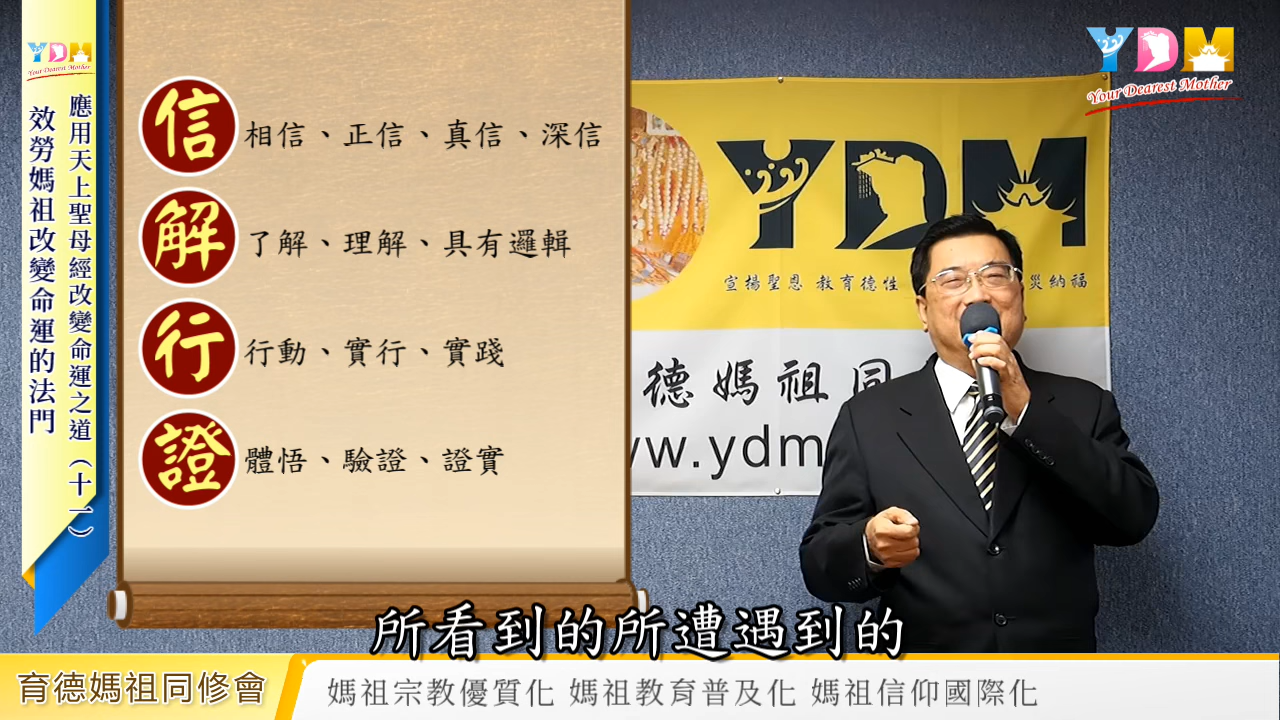 YDM
Your Dearest Mother
應用天上聖母經改變命運之道（十一）
效勞媽祖改變命運的法門
信 相信、正信、真信、深信
解 了解、理解、具有邏輯
行 行動、實行、實踐
證 體悟、驗證、證實
YDM
Your Dearest Mother
YDM
宣揚聖恩 教育德性 災納福
德媽祖同
www.ydm
所看到的所遭遇到的
育德媽祖同修會
媽祖宗教優質化 媽祖教育普及化 媽祖信仰國際化